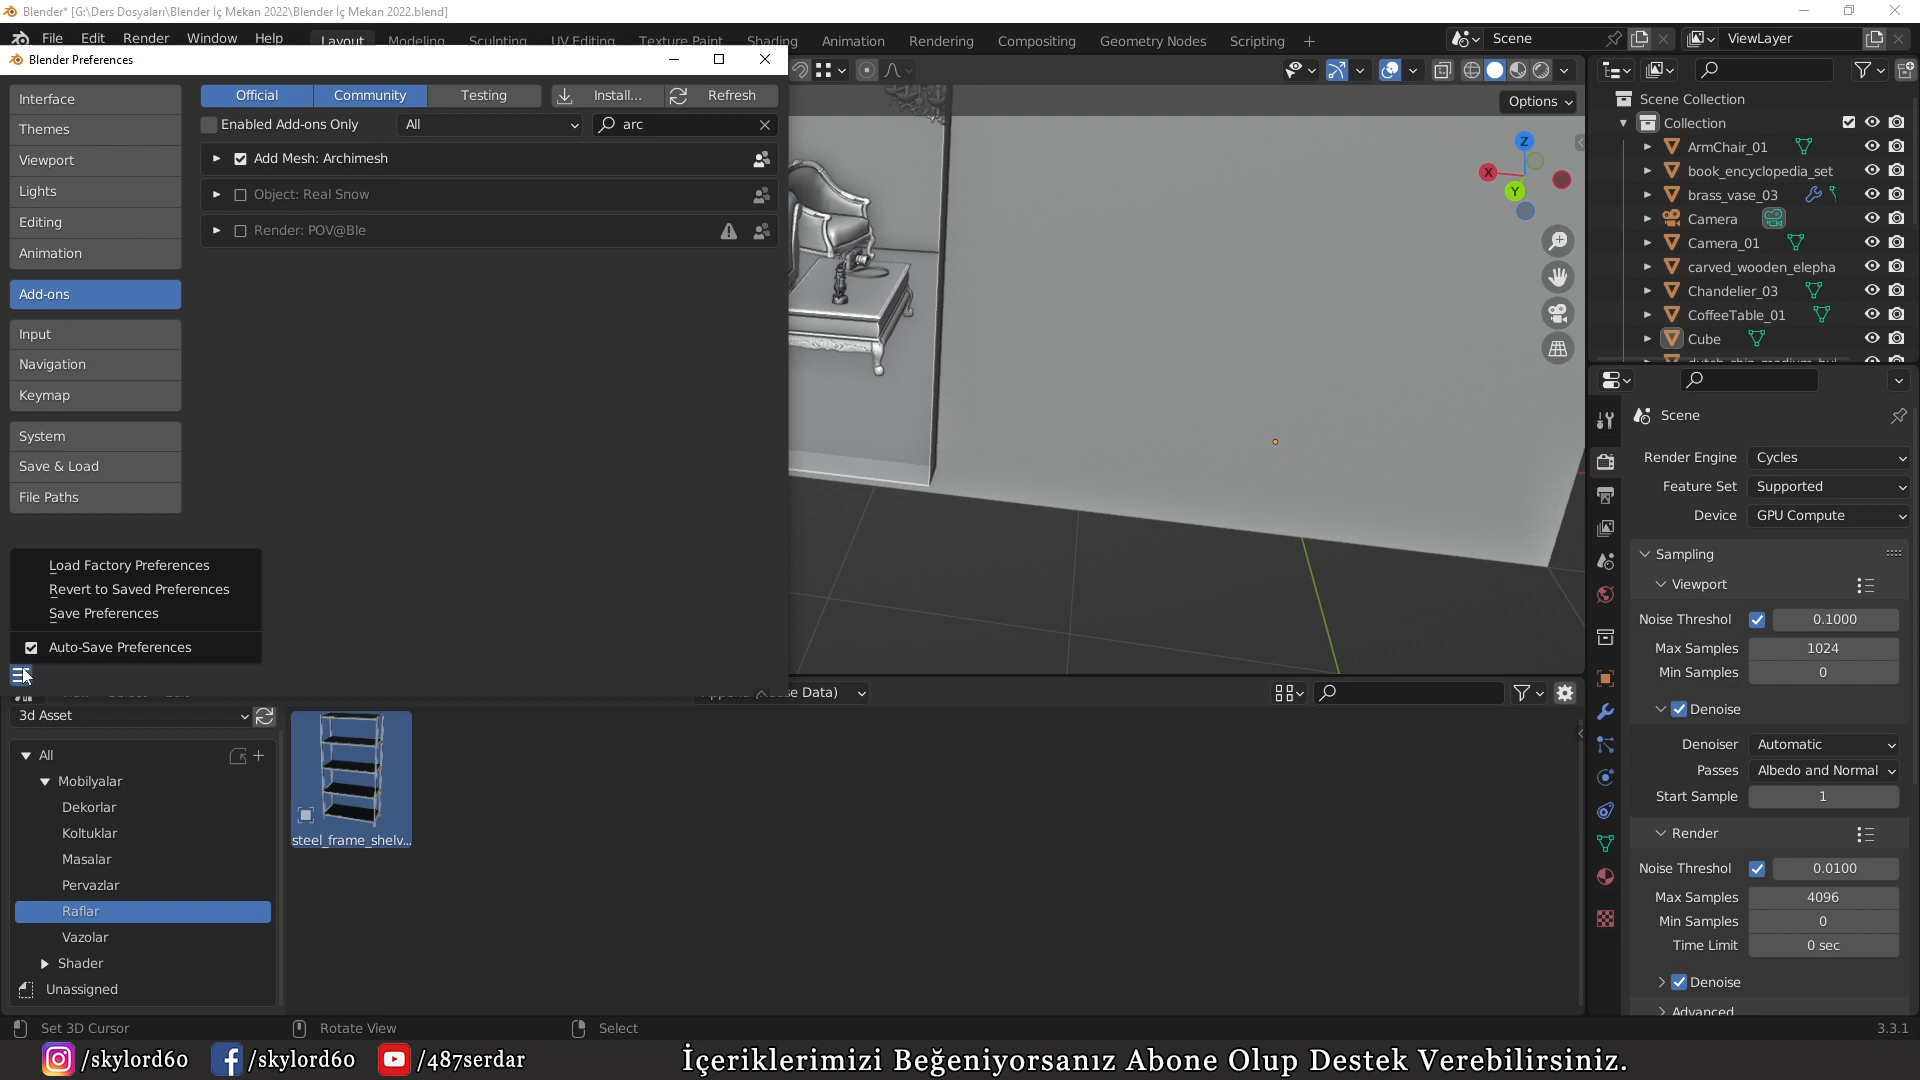 Blender* [G:\Ders Dosyaları\Blender İç Mekan 2022\Blender İç Mekan 2022.blend]
File Edit Render Window Help Layout Modeling Sculpting UV Editing Texture Paint Shading Animation Rendering Compositing Geometry Nodes Scripting + Scene ViewLayer
Blender Preferences
Interface
Themes
Viewport
Lights
Editing
Animation
Add-ons
Input
Navigation
Keymap
System
Save & Load
File Paths
Official Community Testing Install... Refresh
Enabled Add-ons Only All arc
Add Mesh: Archimesh
Object: Real Snow
Render: POV@Ble
Load Factory Preferences
Revert to Saved Preferences
Save Preferences
Auto-Save Preferences
Options
Z
X
Y
Scene Collection
Collection
ArmChair_01
book_encyclopedia_set
brass_vase_03
Camera
Camera_01
carved_wooden_elepha
Chandelier_03
CoffeeTable_01
Cube
Scene
Render Engine Cycles
Feature Set Supported
Device GPU Compute
Sampling
Viewport
Noise Threshol 0.1000
Max Samples 1024
Min Samples 0
Denoise
Denoiser Automatic
Passes Albedo and Normal
Start Sample 1
Render
Noise Threshol 0.0100
Max Samples 4096
Min Samples 0
Time Limit 0 sec
Denoise
Advanced
Data)
3d Asset
All
Mobilyalar
Dekorlar
Koltuklar
Masalar
Pervazlar
Raflar
Vazolar
Shader
Unassigned
steel_frame_shelv...
Set 3D Cursor Rotate View Select 3.3.1
/skylord60 /skylord60 /487serdar İçeriklerimizi Beğeniyorsanız Abone Olup Destek Verebilirsiniz.